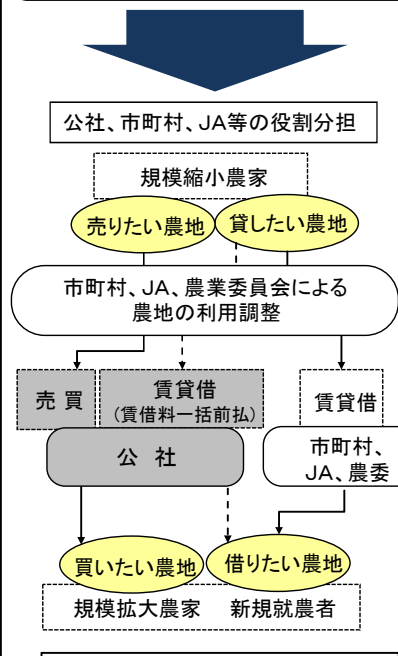 公社、市町村、JA等の役割分担
規模縮小農家
売りたい農地
貸したい農地
市町村、JA、農業委員会による
農地の利用調整
売 買
賃貸借
(賃借料一括前払)
賃貸借
公 社
市町村、
JA、農委
買いたい農地
借りたい農地
規模拡大農家 新規就農者